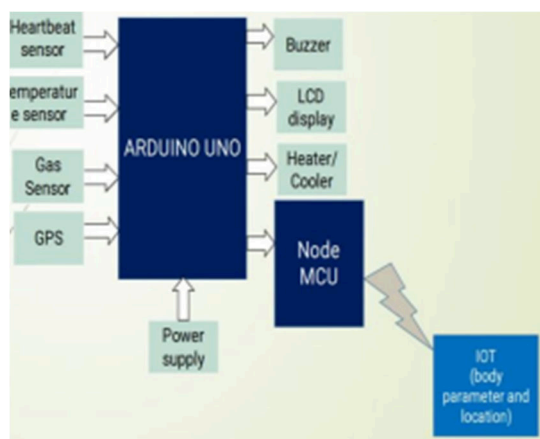 Heartbeat
sensor
emperatur
e sensor
Gas
Sensor
GPS
ARDUINO UNO
Power
supply
Buzzer
LCD
display
Heater/
Cooler
Node
MCU
IOT
(body
parameter and
location)